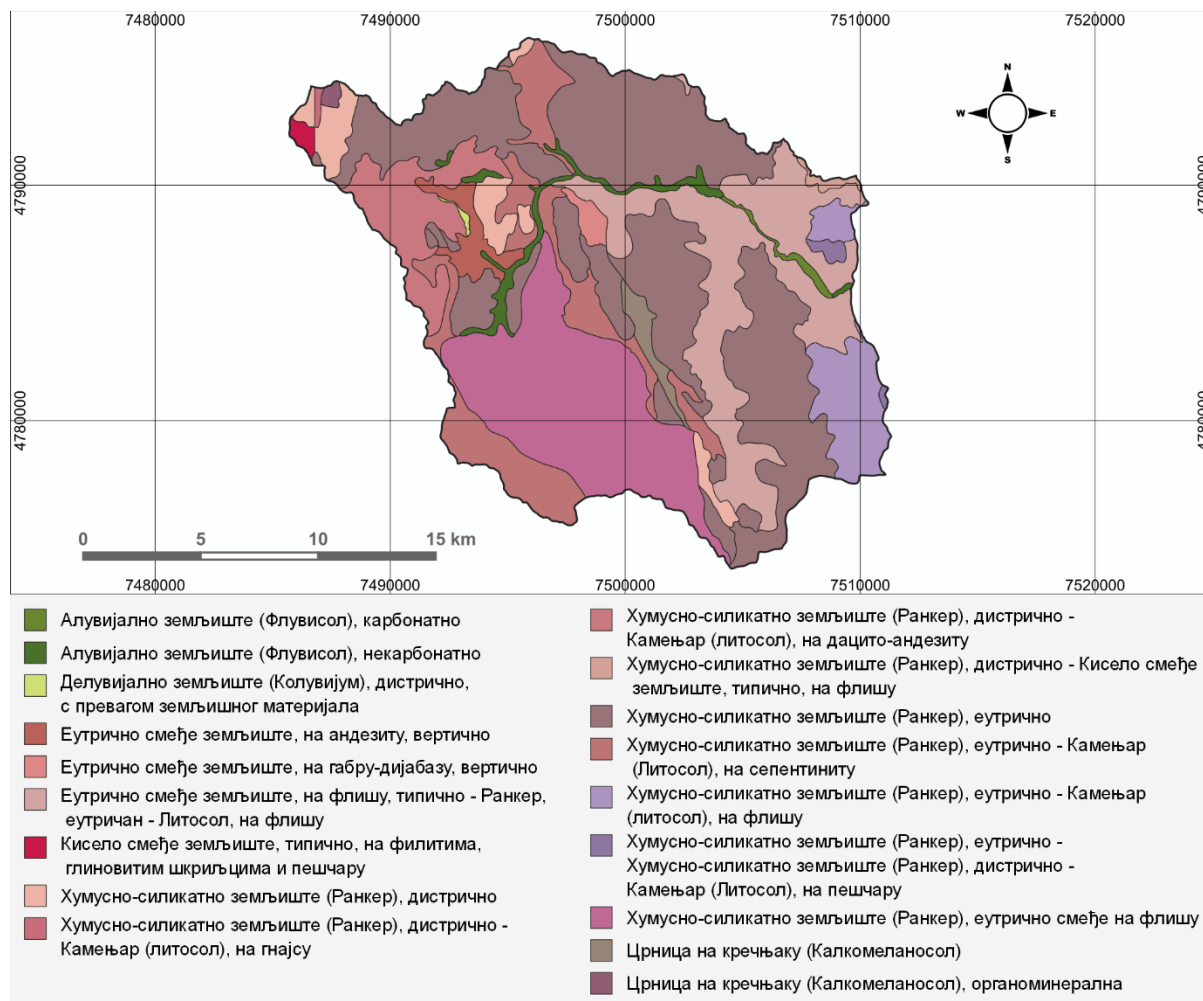 7480000
7490000
7500000
7510000
7520000
N
W
E
S
4790000
4790000
4780000
4780000
0
5
10
15 km
7480000
7490000
7500000
7510000
7520000
Алувијално земљиште (Флувисол), карбонатно
Алувијално земљиште (Флувисол), некарбонатно
Делувијално земљиште (Колувијум), дистрично,
с превагом земљишног материјала
Еутрично смеђе земљиште, на андезиту, вертично
Еутрично смеђе земљиште, на габру-дијабазу, вертично
Еутрично смеђе земљиште, на флишу, типично - Ранкер,
еутричан - Литосол, на флишу
Кисело смеђе земљиште, типично, на филитима,
глиновитим шкриљцима и пешчару
Хумусно-силикатно земљиште (Ранкер), дистрично
Хумусно-силикатно земљиште (Ранкер), дистрично -
Камењар (литосол), на гнајсу
Хумусно-силикатно земљиште (Ранкер), дистрично -
Камењар (литосол), на дацито-андезиту
Хумусно-силикатно земљиште (Ранкер), дистрично - Кисело смеђе
земљиште, типично, на флишу
Хумусно-силикатно земљиште (Ранкер), еутрично
Хумусно-силикатно земљиште (Ранкер), еутрично - Камењар
(Литосол), на сепентиниту
Хумусно-силикатно земљиште (Ранкер), еутрично - Камењар
(литосол), на флишу
Хумусно-силикатно земљиште (Ранкер), еутрично -
Хумусно-силикатно земљиште (Ранкер), дистрично -
Камењар (Литосол), на пешчару
Хумусно-силикатно земљиште (Ранкер), еутрично смеђе на флишу
Црница на кречњаку (Калкомеланосол)
Црница на кречњаку (Калкомеланосол), органоминерална